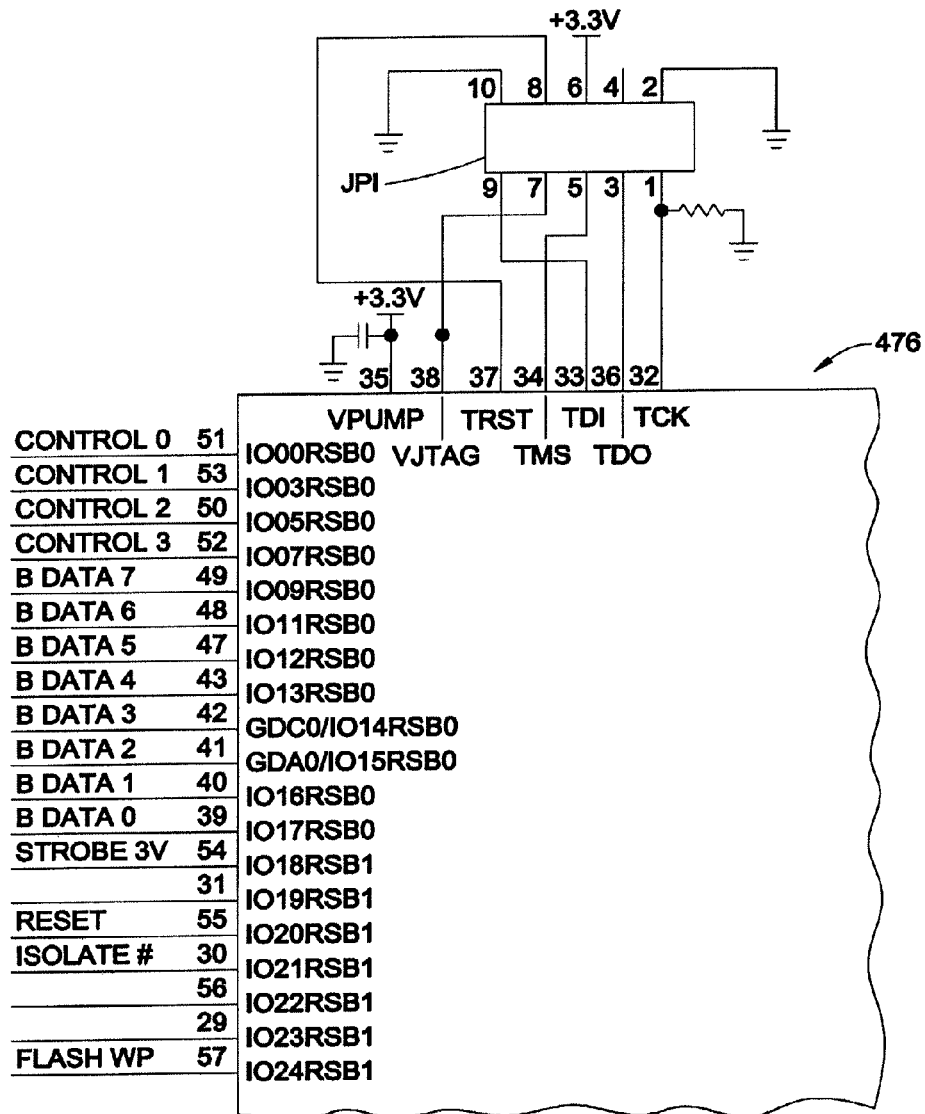 +3.3V
10 8 6 4 2
JPI
9 7 5 3 1
+3.3V
476
35 38 37 34 33 36 32
VPUMP TRST TDI TCK
VJTAG TMS TDO
CONTROL 0 51 IO00RSB0
CONTROL 1 53 IO03RSB0
CONTROL 2 50 IO05RSB0
CONTROL 3 52 IO07RSB0
B DATA 7 49 IO09RSB0
B DATA 6 48 IO11RSB0
B DATA 5 47 IO12RSB0
B DATA 4 43 IO13RSB0
B DATA 3 42 GDC0/IO14RSB0
B DATA 2 41 GDA0/IO15RSB0
B DATA 1 40 IO16RSB0
B DATA 0 39 IO17RSB0
STROBE 3V 54 IO18RSB1
31 IO19RSB1
RESET 55 IO20RSB1
ISOLATE # 30 IO21RSB1
56 IO22RSB1
29 IO23RSB1
FLASH WP 57 IO24RSB1